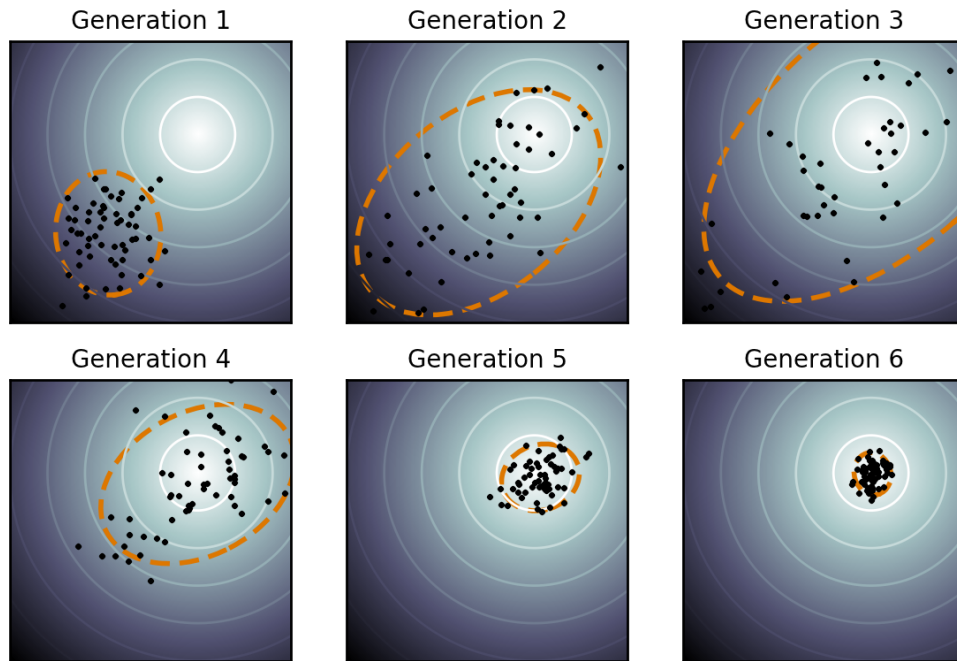 Generation 1
Generation 2
Generation 3
Generation 4
Generation 5
Generation 6